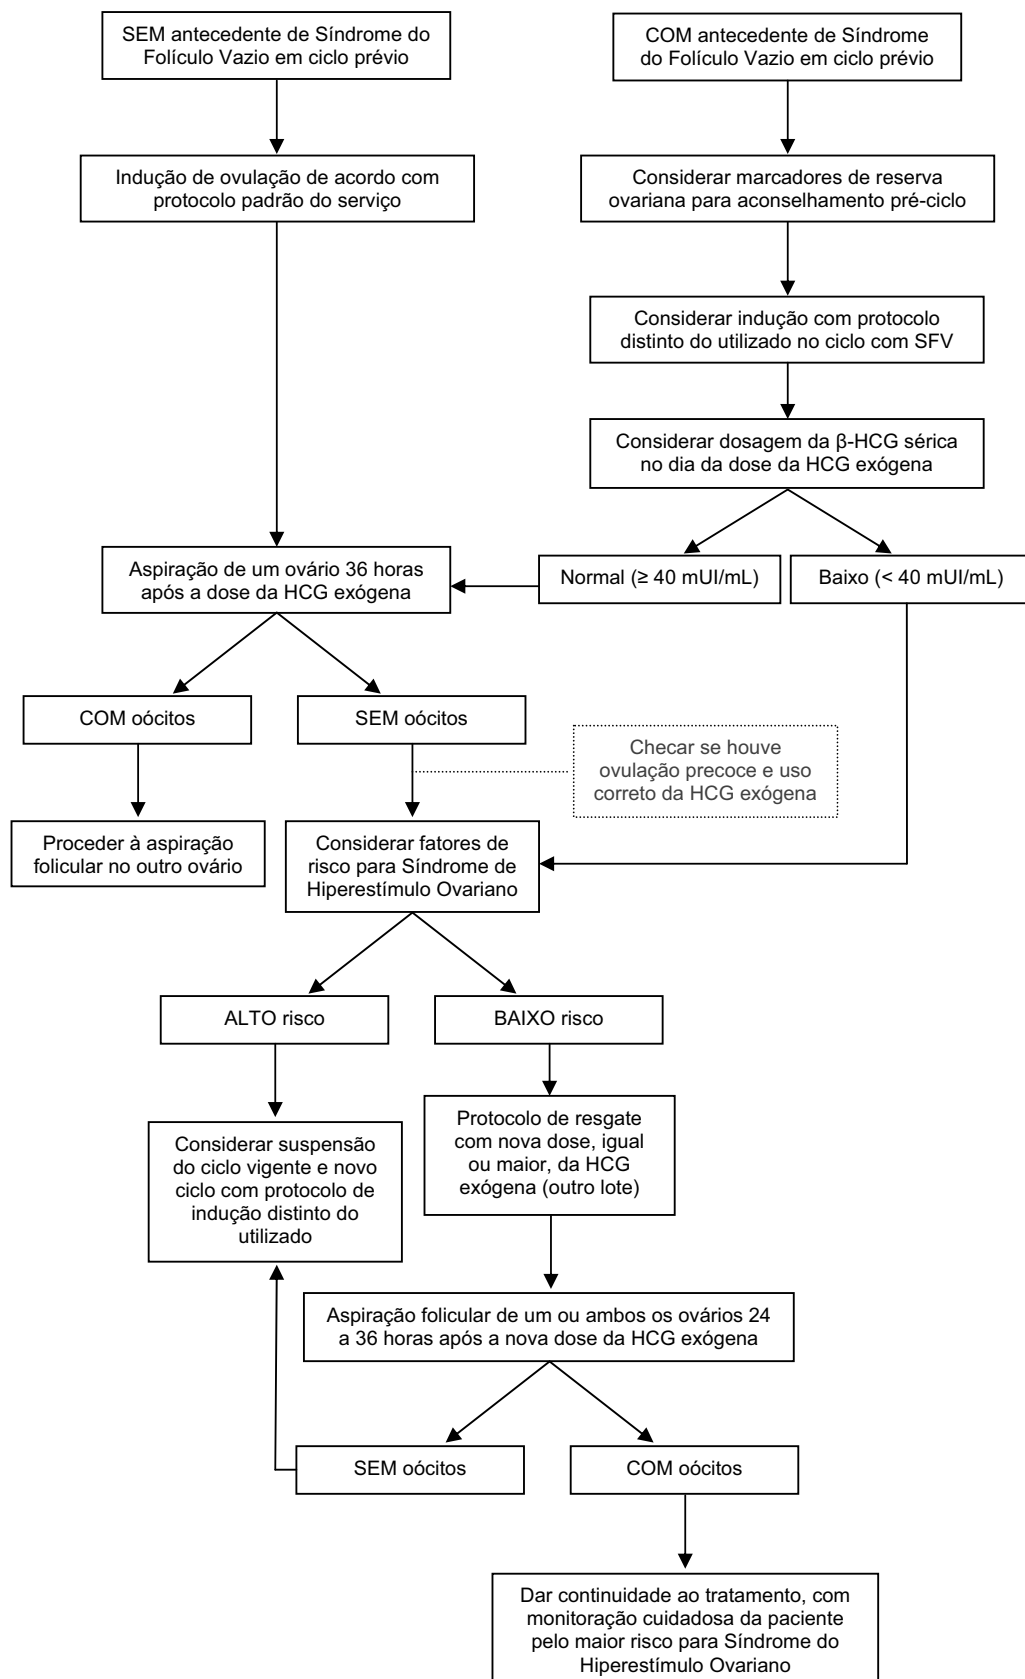 SEM antecedente de Síndrome do
Folículo Vazio em ciclo prévio
COM antecedente de Síndrome
do Folículo Vazio em ciclo prévio
Indução de ovulação de acordo com
protocolo padrão do serviço
Considerar marcadores de reserva
ovariana para aconselhamento pré-ciclo
Considerar indução com protocolo
distinto do utilizado no ciclo com SFV
Considerar dosagem da β-HCG sérica
no dia da dose da HCG exógena
Aspiração de um ovário 36 horas
após a dose da HCG exógena
Normal (≥ 40 mUI/mL)
Baixo (< 40 mUI/mL)
COM oócitos
SEM oócitos
Checar se houve
ovulação precoce e uso
correto da HCG exógena
Proceder à aspiração
folicular no outro ovário
Considerar fatores de
risco para Síndrome de
Hiperestímulo Ovariano
ALTO risco
BAIXO risco
Considerar suspensão
do ciclo vigente e novo
ciclo com protocolo de
indução distinto do
utilizado
Protocolo de resgate
com nova dose, igual
ou maior, da HCG
exógena (outro lote)
Aspiração folicular de um ou ambos os ovários 24
a 36 horas após a nova dose da HCG exógena
SEM oócitos
COM oócitos
Dar continuidade ao tratamento, com
monitoração cuidadosa da paciente
pelo maior risco para Síndrome do
Hiperestímulo Ovariano